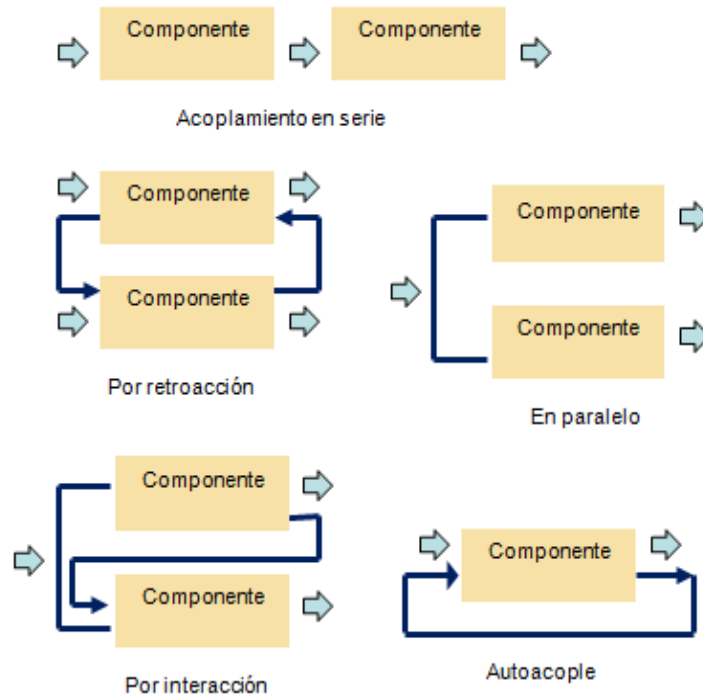 Componente
Componente
Acoplamiento en serie
Componente
Componente
Por retroacción
Componente
Componente
En paralelo
Componente
Componente
Por interacción
Componente
Autoacople